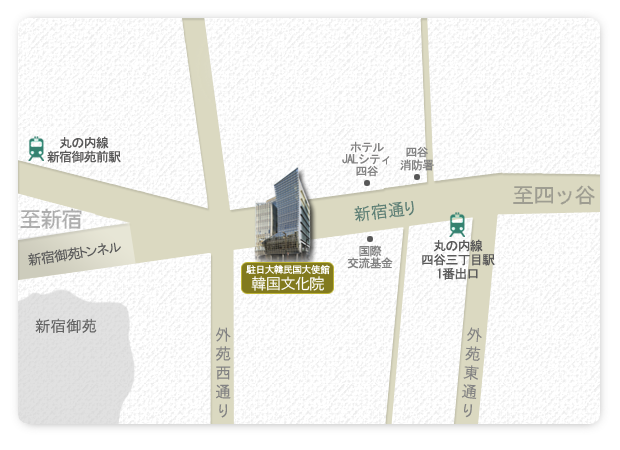 丸の内線
新宿御苑前駅
ホテル
JALシティ
四谷
四谷
消防署
至四ッ谷
新宿通り
至新宿
新宿御苑トンネル
国際
交流基金
丸の内線
四谷三丁目駅
1番出口
駐日大韓民国大使館
韓国文化院
新宿御苑
外苑西通り
外苑東通り